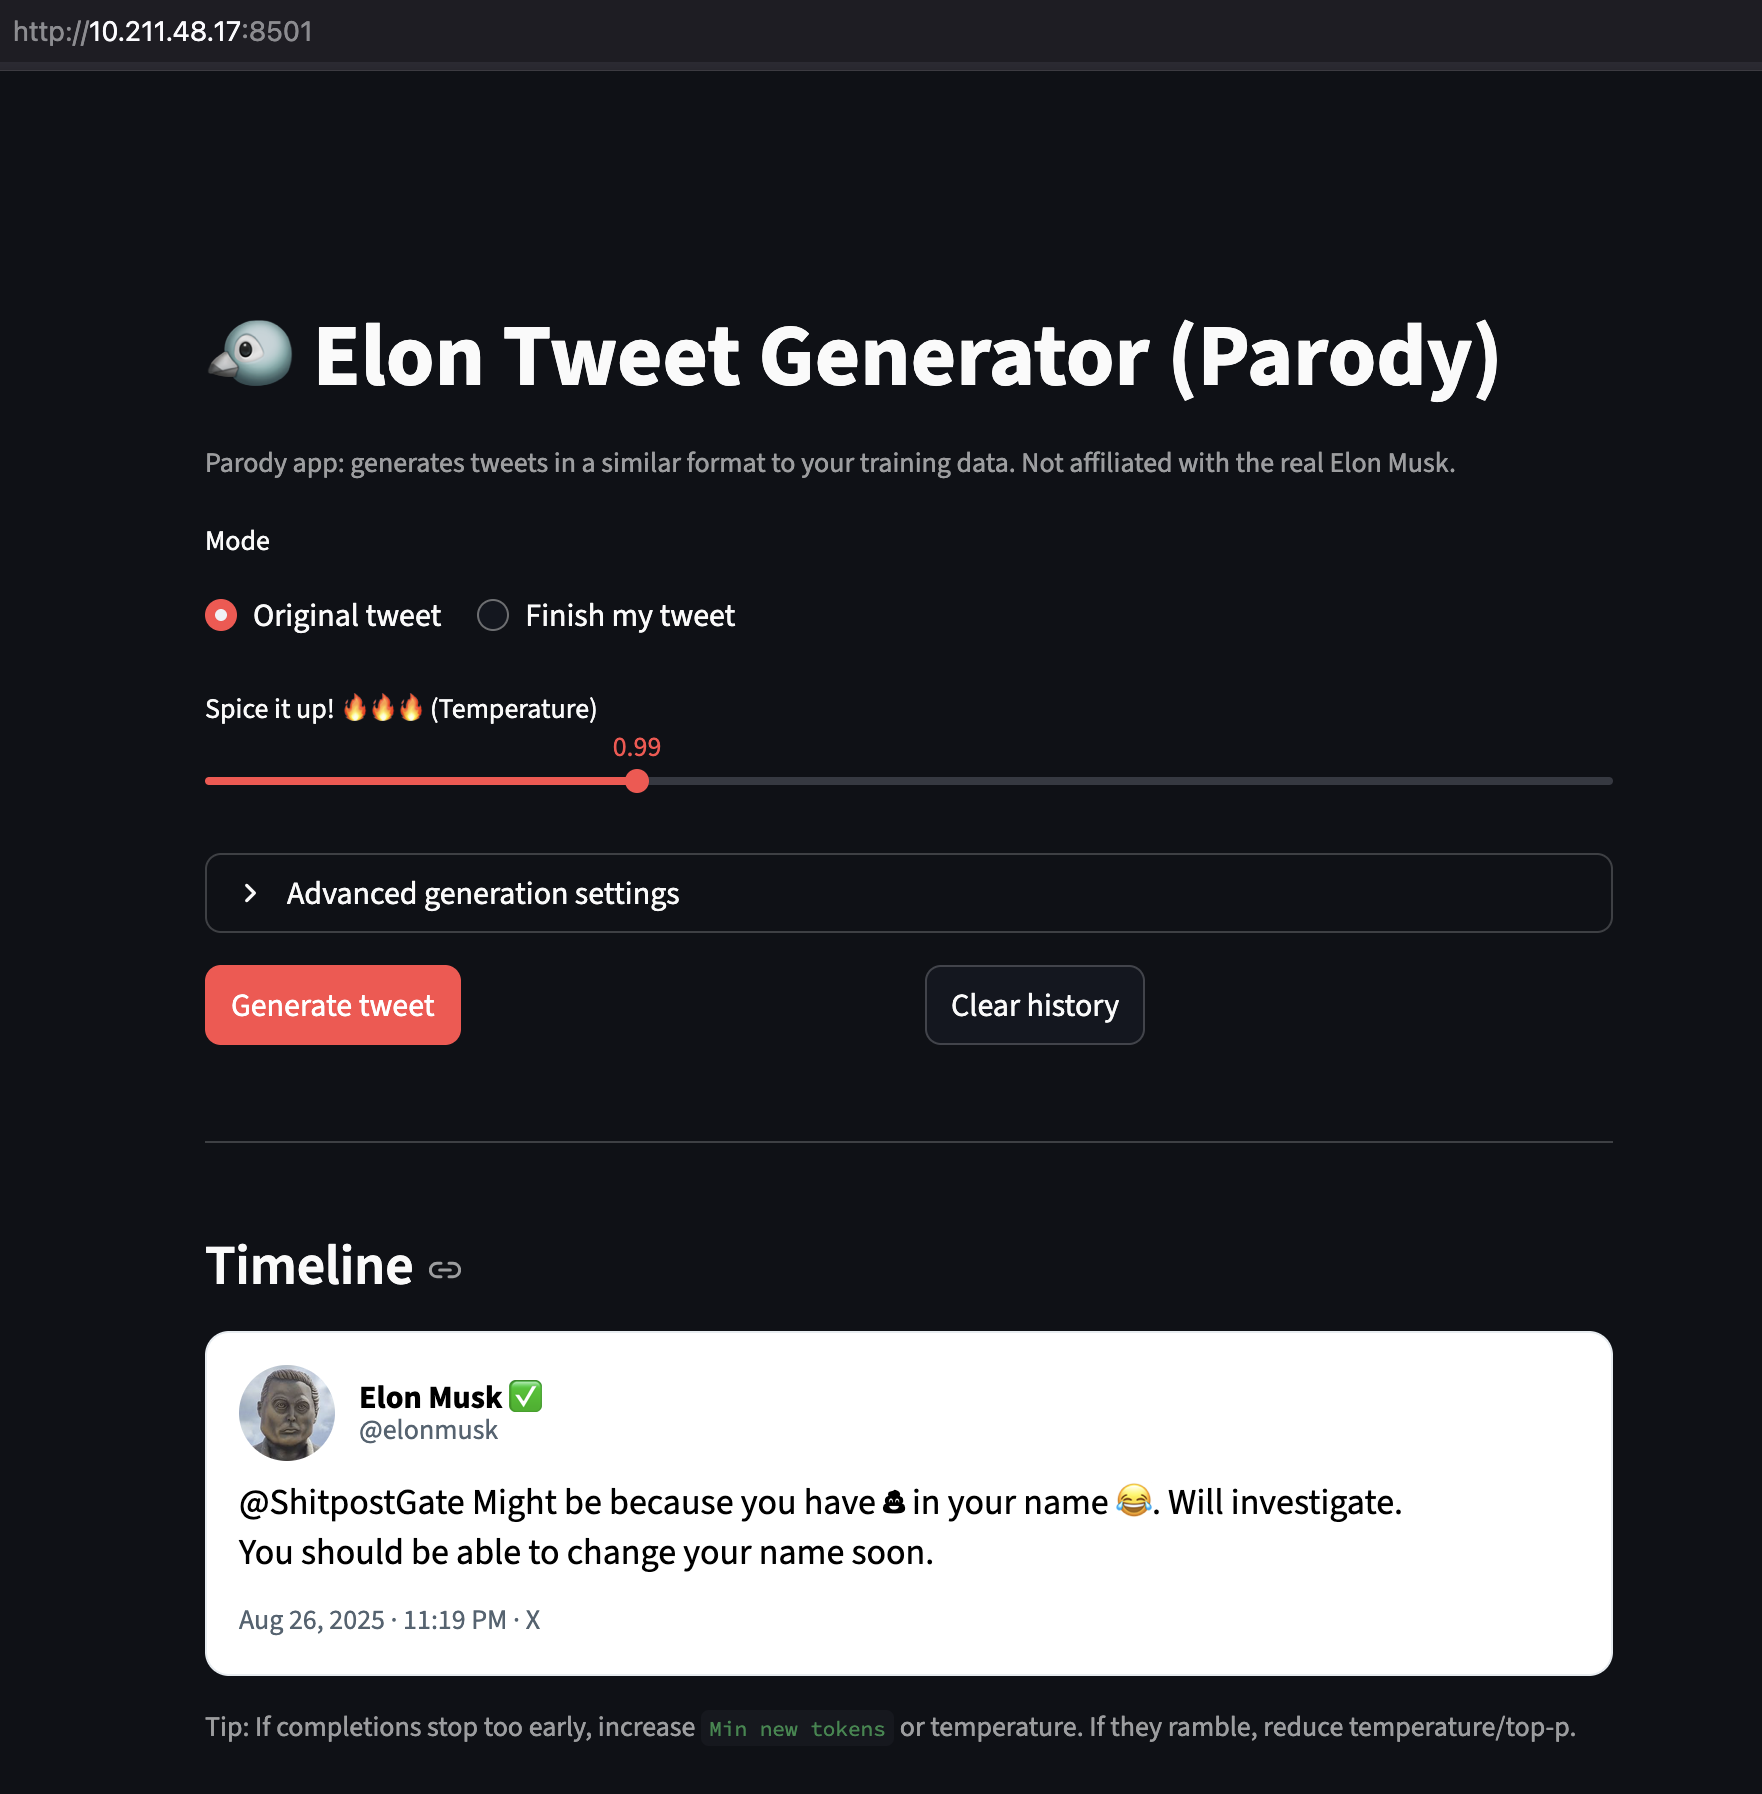 http://10.211.48.17:8501
🐦 Elon Tweet Generator (Parody)
Parody app: generates tweets in a similar format to your training data. Not affiliated with the real Elon Musk.
Mode
Original tweet
Finish my tweet
Spice it up! 🔥🔥🔥 (Temperature)
0.99
Advanced generation settings
Generate tweet
Clear history
Timeline
Elon Musk ✅
@elonmusk
@ShitpostGate Might be because you have 💩 in your name 😂. Will investigate.
You should be able to change your name soon.
Aug 26, 2025 · 11:19 PM · X
Tip: If completions stop too early, increase Min new tokens or temperature. If they ramble, reduce temperature/top-p.